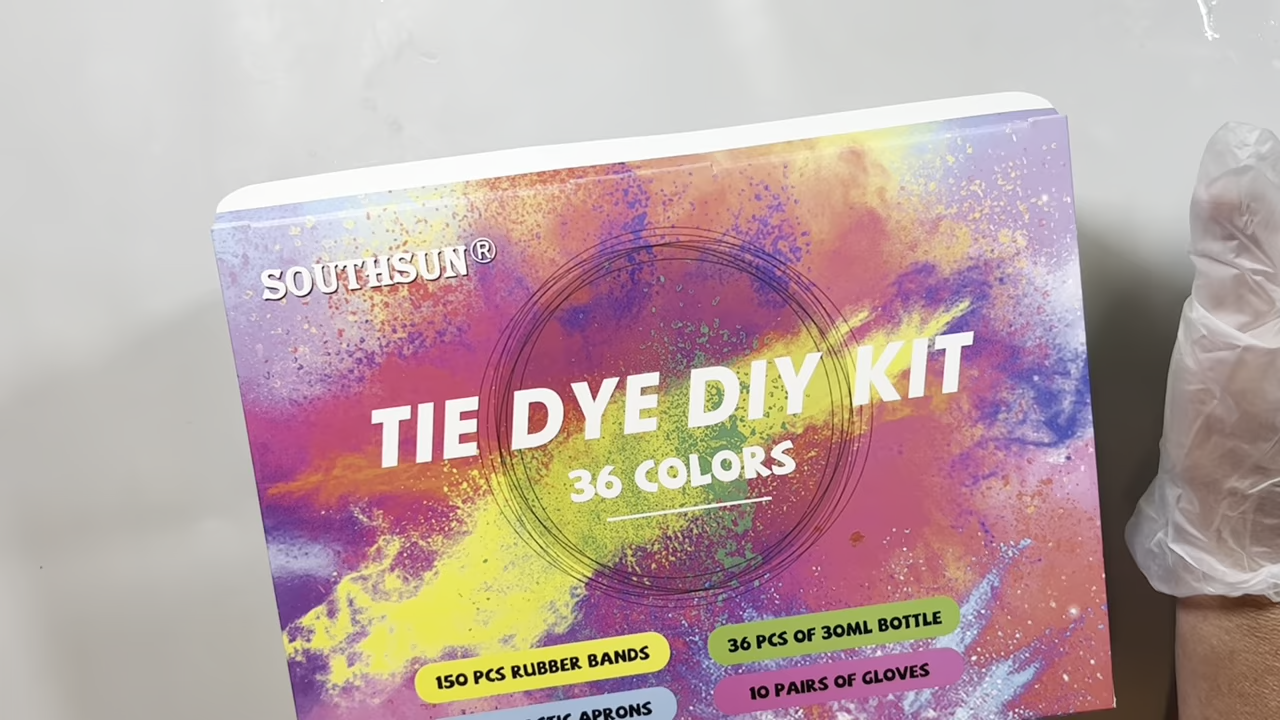 SOUTHSUN®
TIE DYE DIY KIT
36 COLORS
150 PCS RUBBER BANDS
36 PCS OF 30ML BOTTLE
APRONS
10 PAIRS OF GLOVES